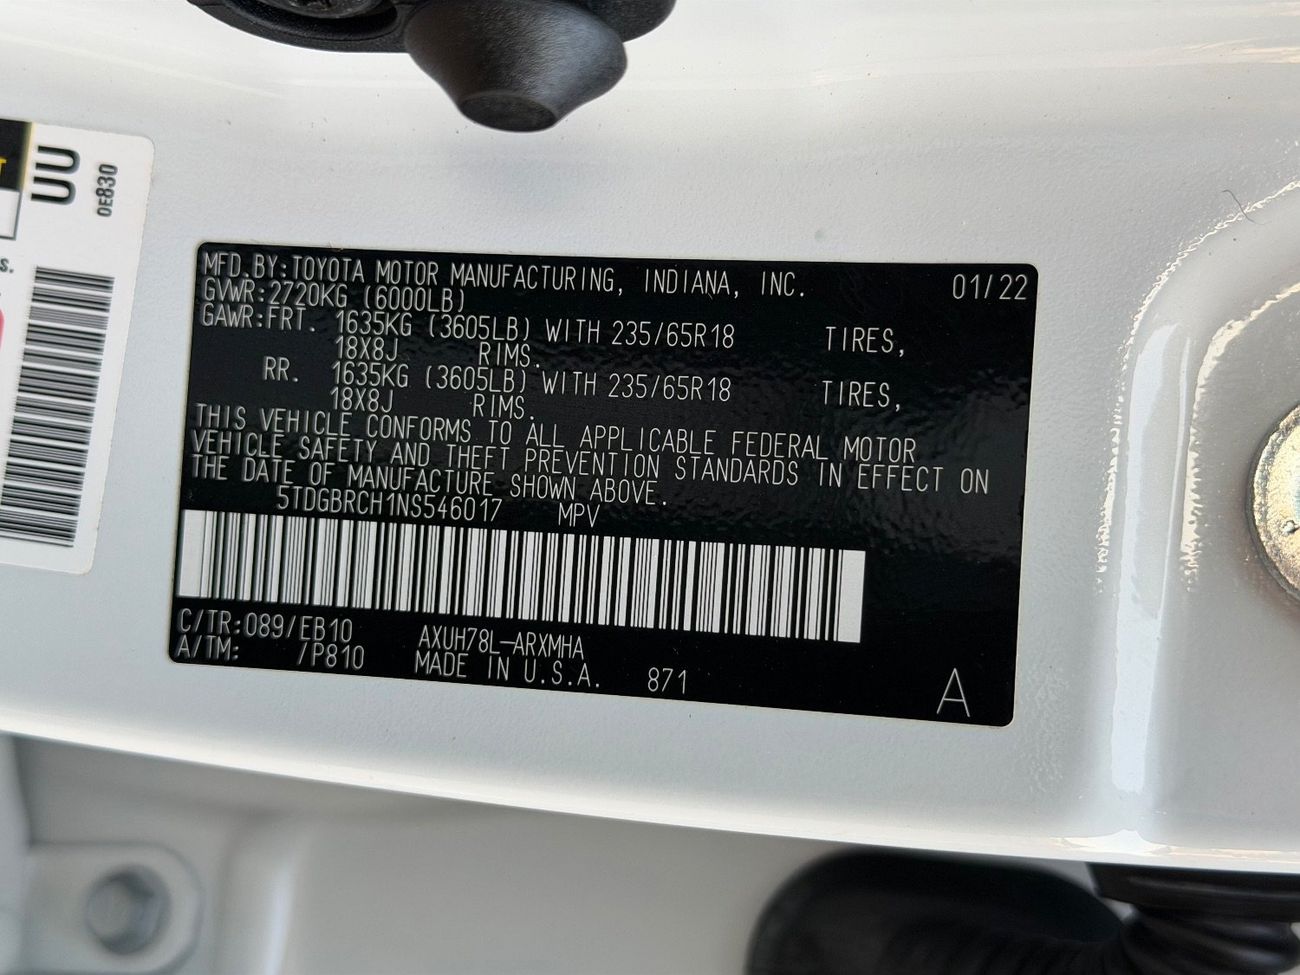 UU
0E830
s.
MFD.BY:TOYOTA MOTOR MANUFACTURING, INDIANA, INC. 01/22
GVWR:2720KG (6000LB)
GAWR:FRT. 1635KG (3605LB) WITH 235/65R18 TIRES,
18X8J RIMS.
RR. 1635KG (3605LB) WITH 235/65R18 TIRES,
18X8J RIMS.
THIS VEHICLE CONFORMS TO ALL APPLICABLE FEDERAL MOTOR
VEHICLE SAFETY AND THEFT PREVENTION STANDARDS IN EFFECT ON
THE DATE OF MANUFACTURE SHOWN ABOVE.
5TDGBRCH1NS546017 MPV
C/TR:089/EB10 AXUH78L-ARXMHA
A/TM: /P810 MADE IN U.S.A. 871
A